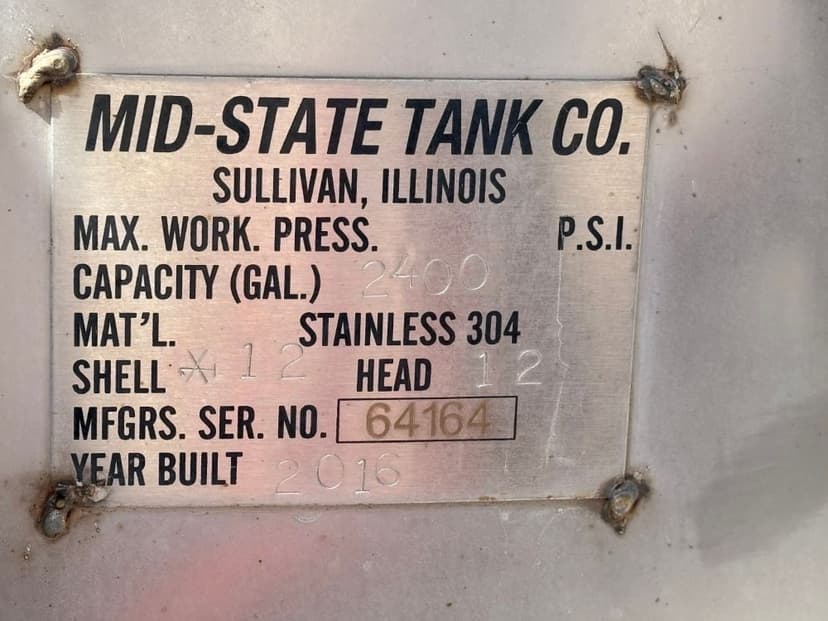 MID-STATE TANK CO.
SULLIVAN, ILLINOIS
MAX. WORK. PRESS. P.S.I.
CAPACITY (GAL.) 2400
MAT'L. STAINLESS 304
SHELL * 12 HEAD 12
MFGRS. SER. NO. 64164
YEAR BUILT 2016